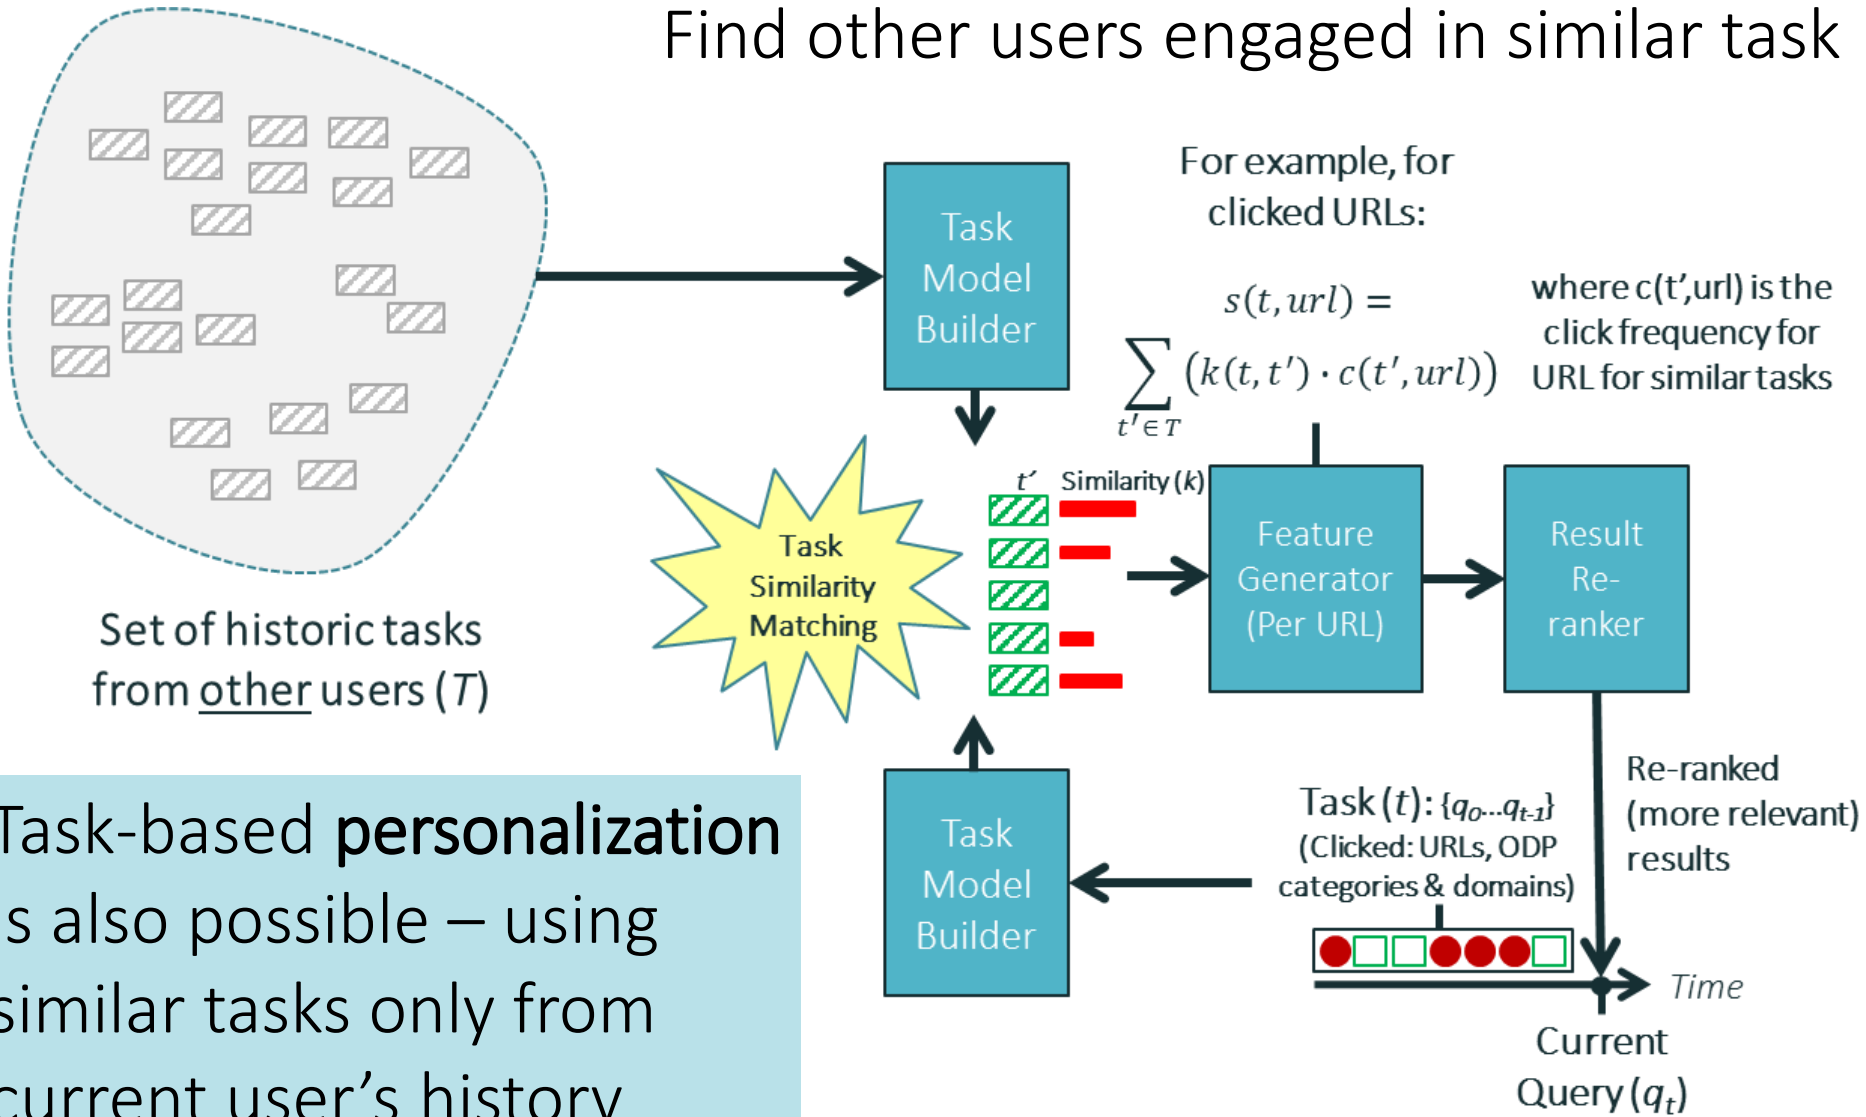 Find other users engaged in similar task
For example, for
clicked URLs:
s(t, url) =
∑ (k(t, t′) · c(t′, url))
t′ ∈ T
where c(t′,url) is the
click frequency for
URL for similar tasks
Task
Model
Builder
t′ Similarity (k)
Task
Similarity
Matching
Feature
Generator
(Per URL)
Result
Re-
ranker
Set of historic tasks
from other users (T)
Re-ranked
(more relevant)
results
Task-based personalization
s also possible – using
similar tasks only from
current user’s history
Task
Model
Builder
Task (t): {q0...qt-1}
(Clicked: URLs, ODP
categories & domains)
Time
Current
Query (qt)